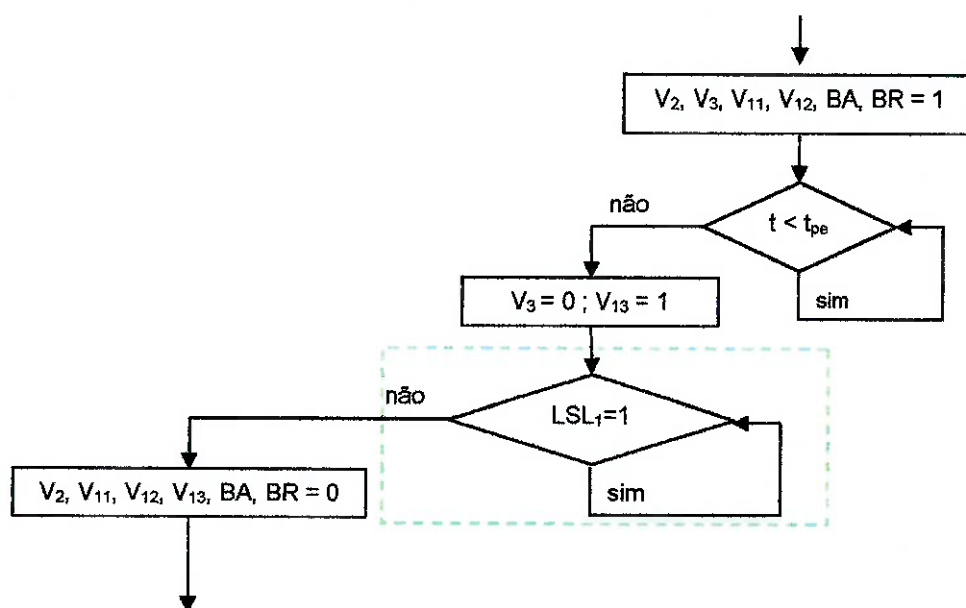 V₂, V₃, V₁₁, V₁₂, BA, BR = 1
não
t < tₚₑ
sim
V₃ = 0 ; V₁₃ = 1
não
LSL₁=1
sim
V₂, V₁₁, V₁₂, V₁₃, BA, BR = 0